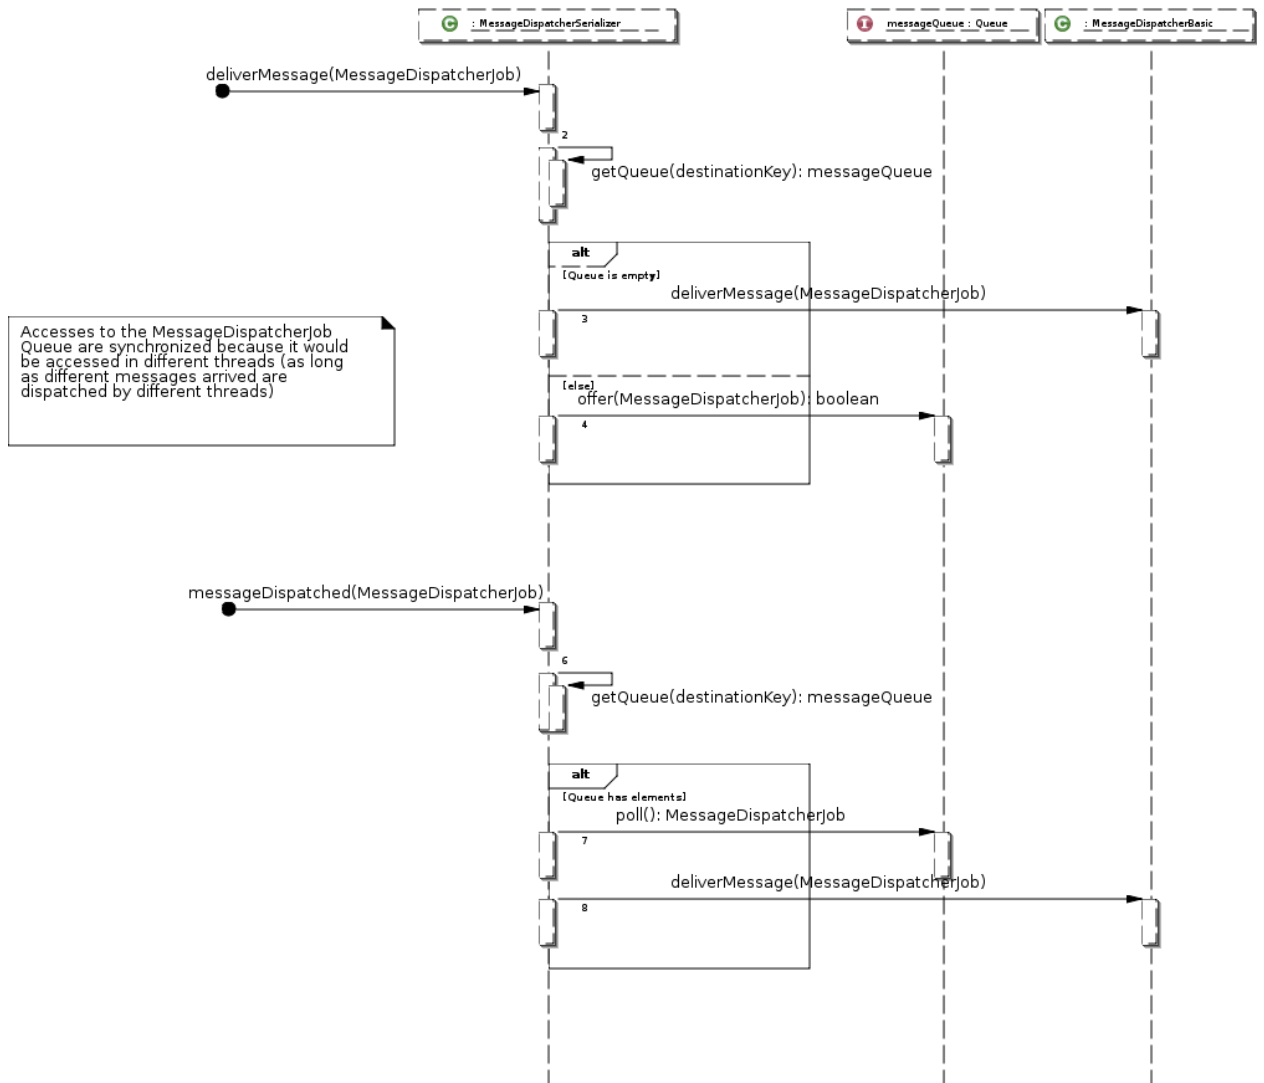 C : MessageDispatcherSerializer
I messageQueue : Queue
C : MessageDispatcherBasic
deliverMessage(MessageDispatcherJob)
2
getQueue(destinationKey): messageQueue
alt
[Queue is empty]
deliverMessage(MessageDispatcherJob)
3
Accesses to the MessageDispatcherJob
Queue are synchronized because it would
be accessed in different threads (as long
as different messages arrived are
dispatched by different threads)
[else]
offer(MessageDispatcherJob): boolean
4
messageDispatched(MessageDispatcherJob)
6
getQueue(destinationKey): messageQueue
alt
[Queue has elements]
poll(): MessageDispatcherJob
7
deliverMessage(MessageDispatcherJob)
8